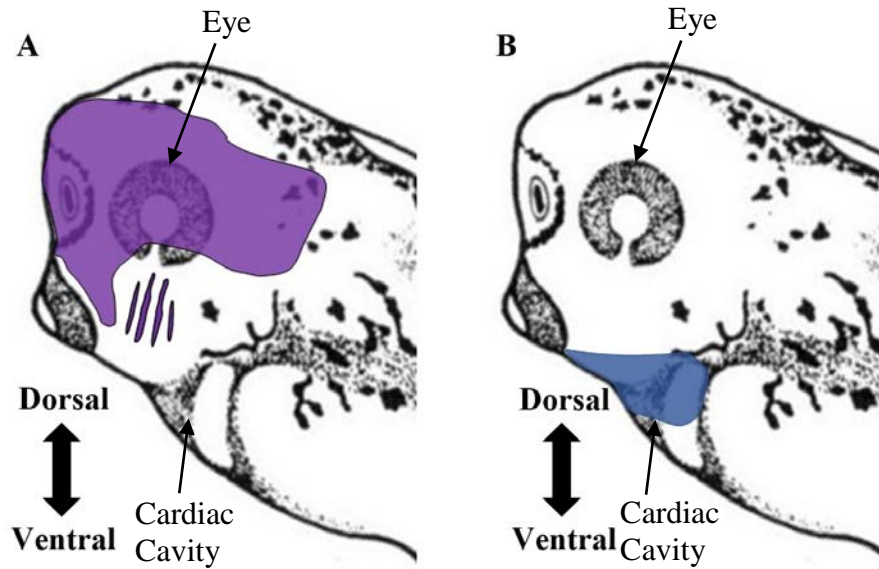 A
Eye
Dorsal
Ventral
Cardiac
Cavity
B
Eye
Dorsal
Ventral
Cardiac
Cavity